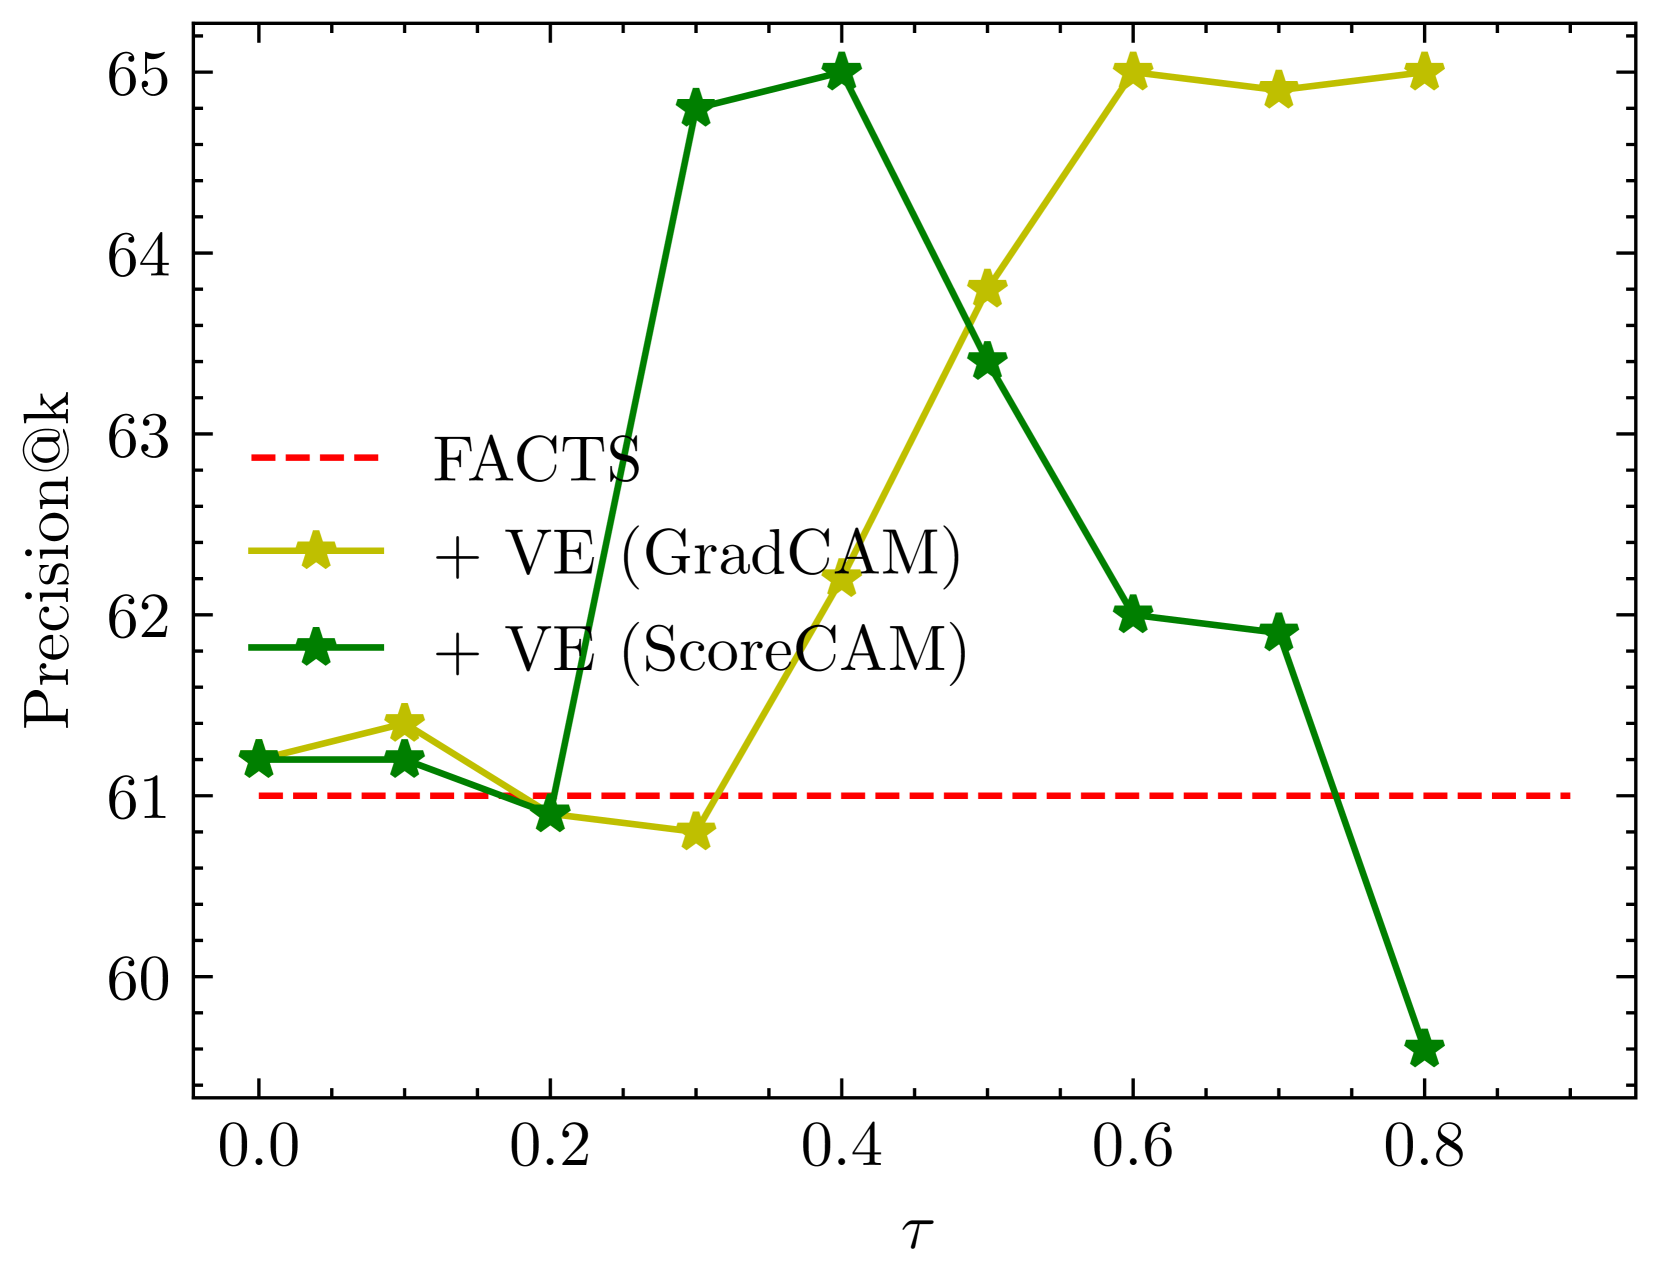 65
64
63
62
61
60
Precision@k
FACTS
+ VE (GradCAM)
+ VE (ScoreCAM)
0.0 0.2 0.4 0.6 0.8
τ